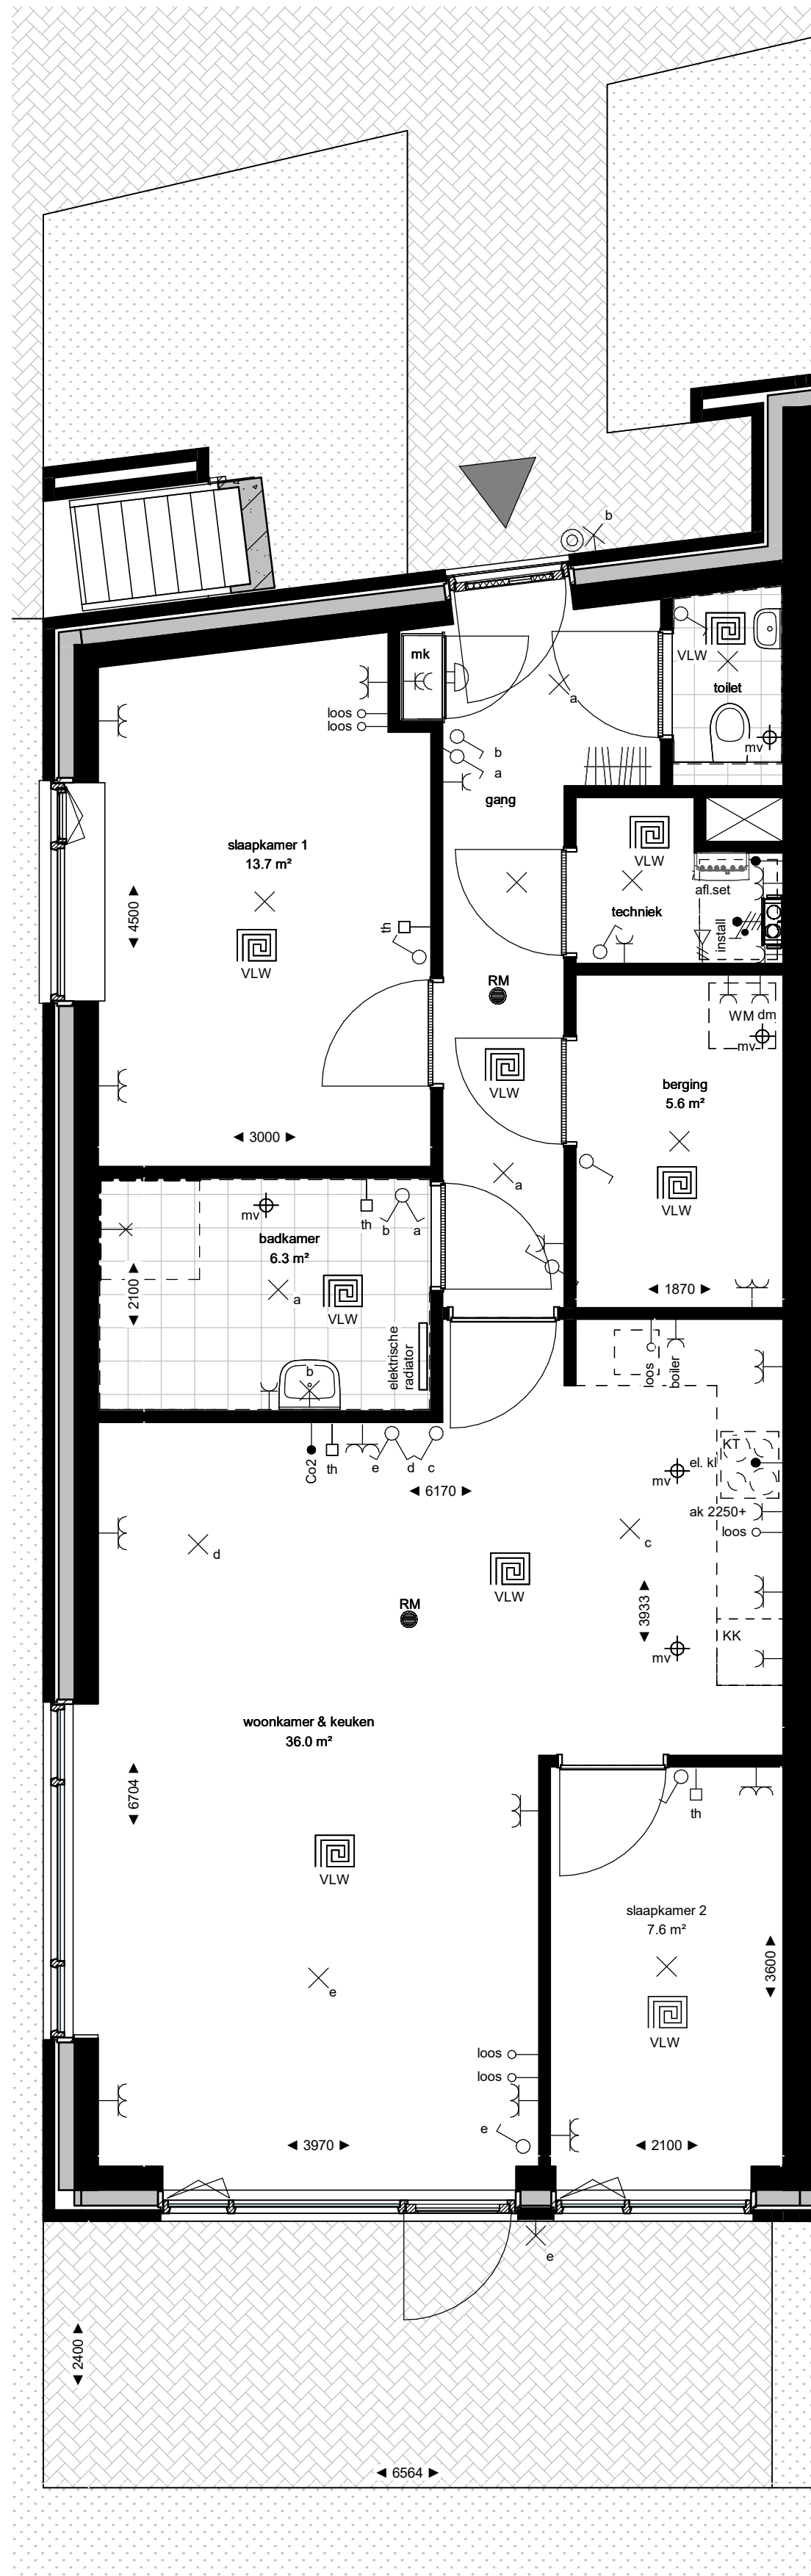 b
mk
VLW
toilet
a
mv
loos
loos
b
a
gang
slaapkamer 1
13.7 m²
VLW
afl.set
techniek
install
4500
th
VLW
RM
WM dm
mv
VLW
berging
5.6 m²
3000
a
VLW
mv
th
b
a
badkamer
6.3 m²
2100
a
VLW
1870
elektrische
radiator
b
loos
boiler
Co2
th
e
d
c
KT
el. kl
mv
6170
ak 2250+
loos
c
d
VLW
RM
3933
KK
mv
woonkamer & keuken
36.0 m²
6704
th
VLW
slaapkamer 2
7.6 m²
3600
e
VLW
loos
loos
e
3970
2100
e
2400
6564